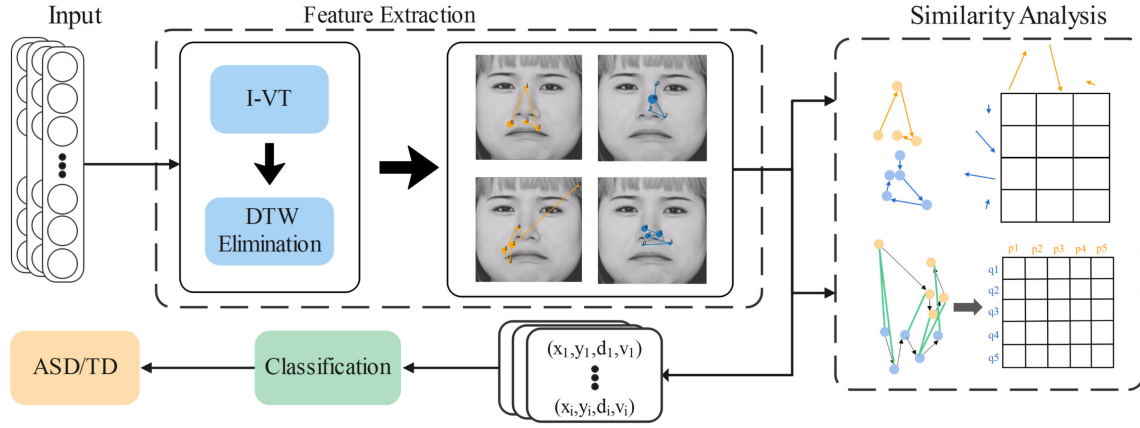 Input
Feature Extraction
Similarity Analysis
I-VT
DTW
Elimination
p1 p2 p3 p4 p5
q1
q2
q3
q4
q5
ASD/TD
Classification
(x₁,y₁,d₁,v₁)
(xᵢ,yᵢ,dᵢ,vᵢ)